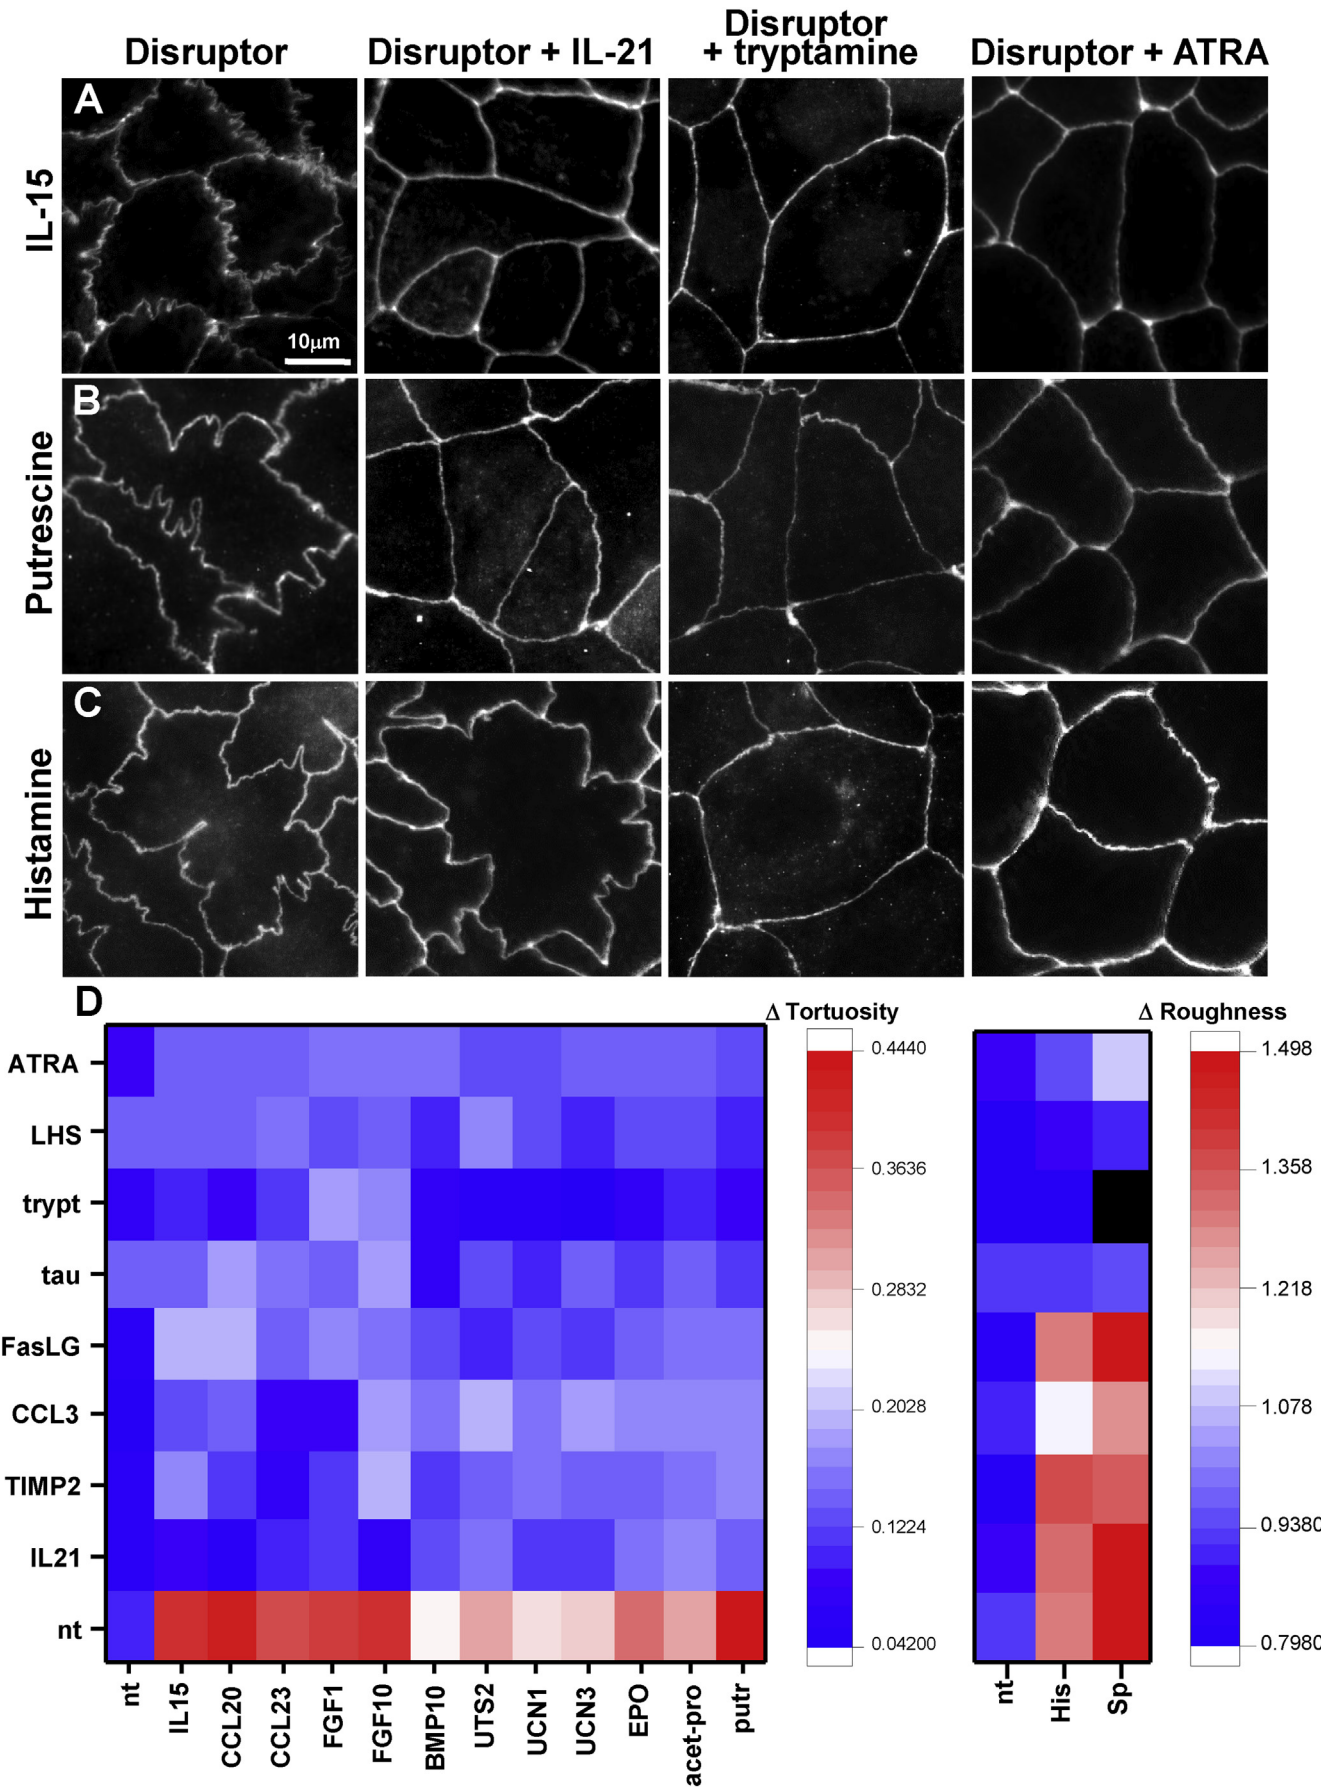 Disruptor
Disruptor + IL-21
Disruptor
+ tryptamine
Disruptor + ATRA
A
IL-15
10μm
B
Putrescine
C
Histamine
D
Δ Tortuosity
Δ Roughness
ATRA
LHS
trypt
tau
FasLG
CCL3
TIMP2
IL21
nt
0.4440
0.3636
0.2832
0.2028
0.1224
0.04200
1.498
1.358
1.218
1.078
0.9380
0.7980
nt
IL15
CCL20
CCL23
FGF1
FGF10
BMP10
UTS2
UCN1
UCN3
EPO
acet-pro
putr
nt
His
Sp